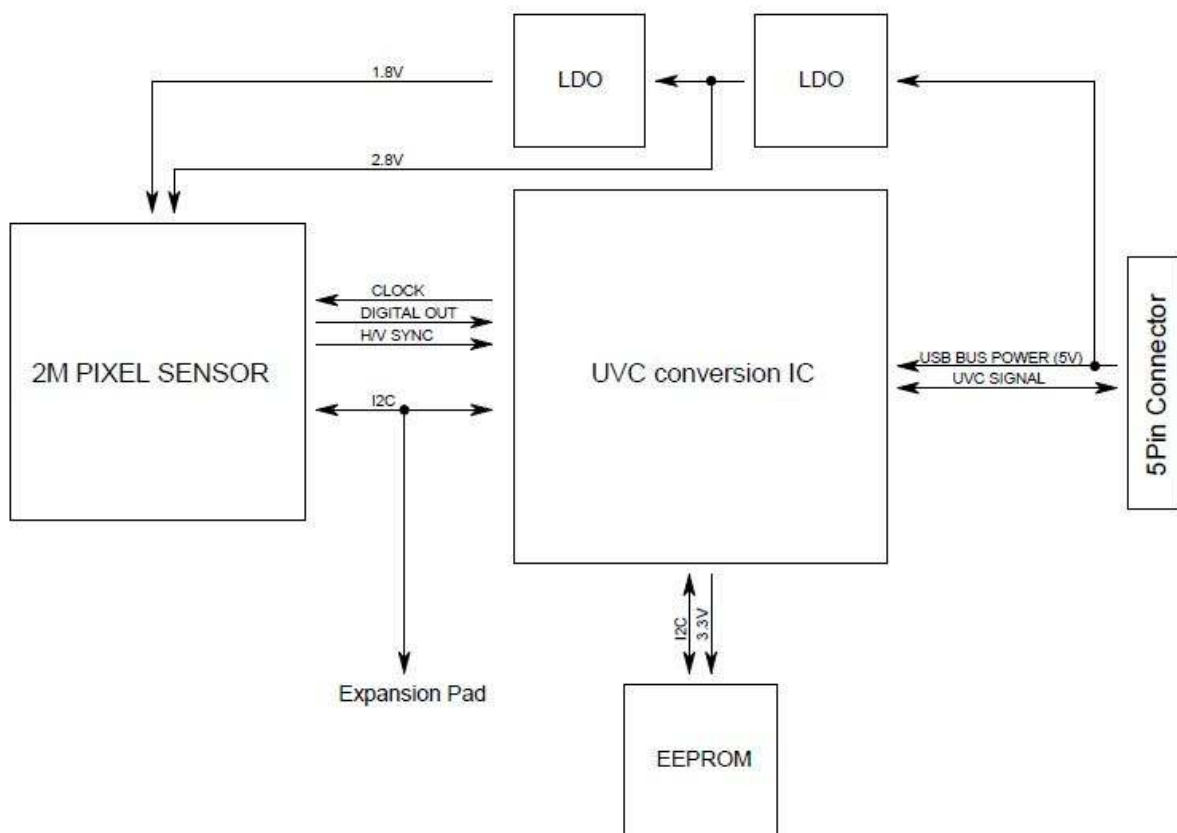 LDO
LDO
1.8V
2.8V
CLOCK
DIGITAL OUT
H/V SYNC
2M PIXEL SENSOR
UVC conversion IC
USB BUS POWER (5V)
UVC SIGNAL
5Pin Connector
I2C
I2C
3.3V
Expansion Pad
EEPROM